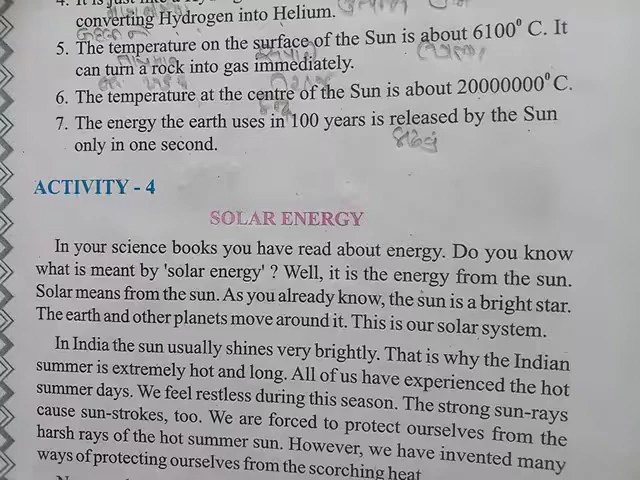 converting Hydrogen into Helium.
5. The temperature on the surface of the Sun is about 6100⁰ C. It
can turn a rock into gas immediately.
6. The temperature at the centre of the Sun is about 20000000⁰C.
7. The energy the earth uses in 100 years is released by the Sun
only in one second.
ACTIVITY - 4
SOLAR ENERGY
In your science books you have read about energy. Do you know
what is meant by 'solar energy' ? Well, it is the energy from the sun.
Solar means from the sun. As you already know, the sun is a bright star.
The earth and other planets move around it. This is our solar system.
In India the sun usually shines very brightly. That is why the Indian
summer is extremely hot and long. All of us have experienced the hot
summer days. We feel restless during this season. The strong sun-rays
cause sun-strokes, too. We are forced to protect ourselves from the
harsh rays of the hot summer sun. However, we have invented many
ways of protecting ourselves from the scorching heat